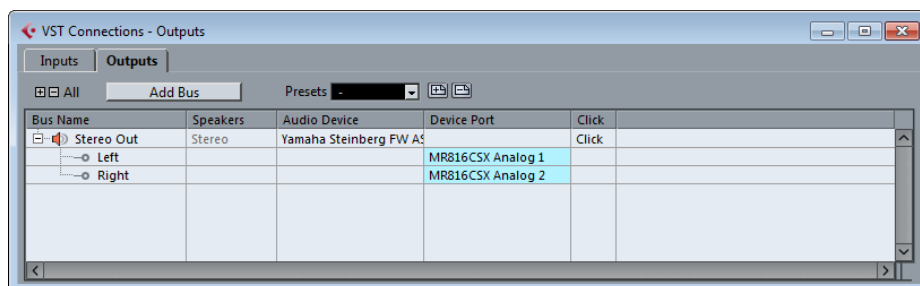 VST Connections - Outputs
Inputs Outputs
All Add Bus Presets -
Bus Name Speakers Audio Device Device Port Click
Stereo Out Stereo Yamaha Steinberg FW AS Click
Left MR816CSX Analog 1
Right MR816CSX Analog 2